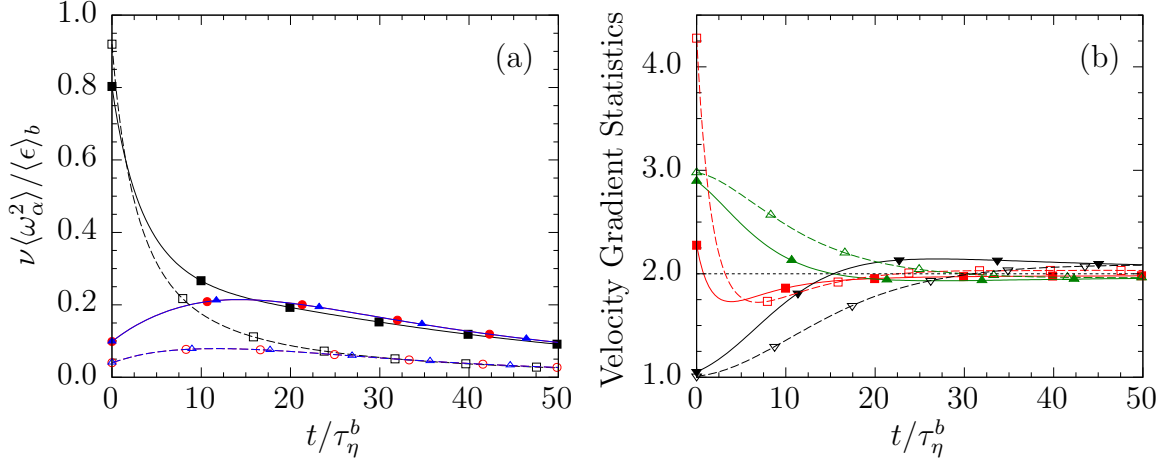 1.0
0.8
0.6
0.4
0.2
0.0
ν⟨ω²_α⟩/⟨ϵ⟩_b
(a)
0 10 20 30 40 50
t/τ_η^b
4.0
3.0
2.0
1.0
Velocity Gradient Statistics
(b)
0 10 20 30 40 50
t/τ_η^b